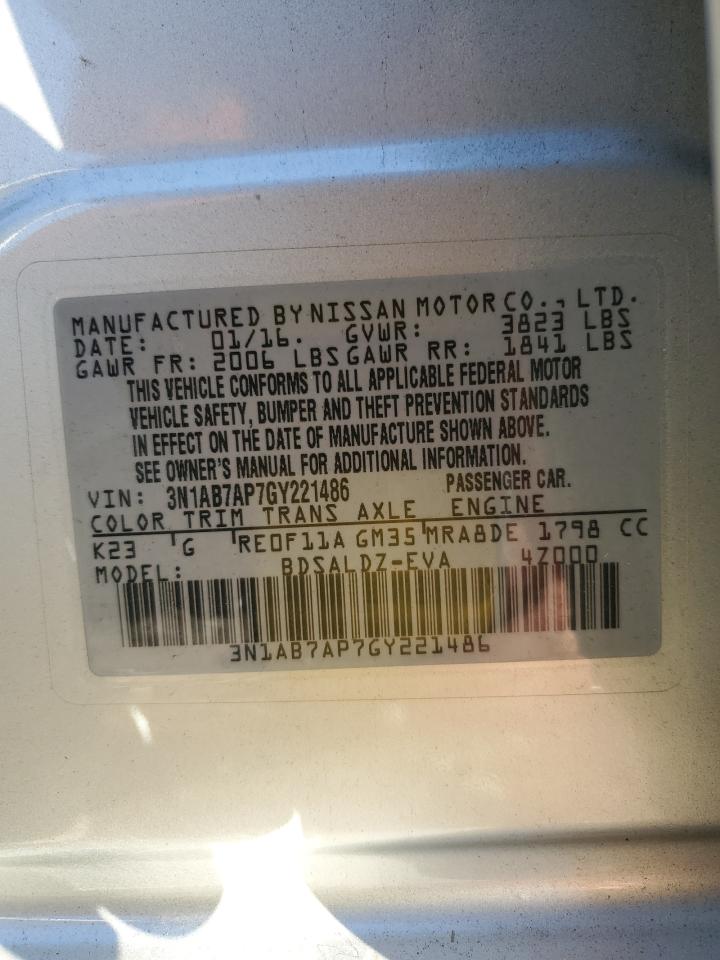 MANUFACTURED BY NISSAN MOTOR CO., LTD.
DATE: 01/16. GVWR: 3823 LBS
GAWR FR: 2006 LBS GAWR RR: 1841 LBS
THIS VEHICLE CONFORMS TO ALL APPLICABLE FEDERAL MOTOR
VEHICLE SAFETY, BUMPER AND THEFT PREVENTION STANDARDS
IN EFFECT ON THE DATE OF MANUFACTURE SHOWN ABOVE.
SEE OWNER'S MANUAL FOR ADDITIONAL INFORMATION.
VIN: 3N1AB7AP7GY221486 PASSENGER CAR.
COLOR TRIM TRANS AXLE ENGINE
K23 G RE0F11A GM35 MRA8DE 1798 CC
MODEL: BDSALDZ-EVA 4Z000
3N1AB7AP7GY221486